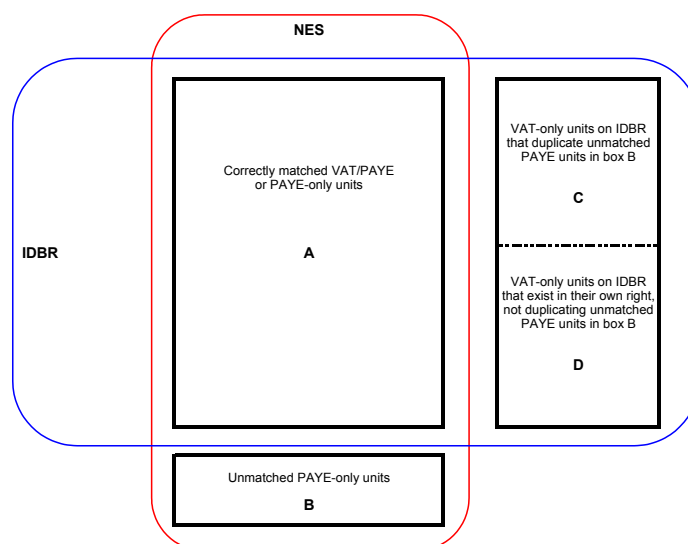 NES
Correctly matched VAT/PAYE
or PAYE-only units
A
VAT-only units on IDBR
that duplicate unmatched
PAYE units in box B
C
IDBR
VAT-only units on IDBR
that exist in their own right,
not duplicating unmatched
PAYE units in box B
D
Unmatched PAYE-only units
B